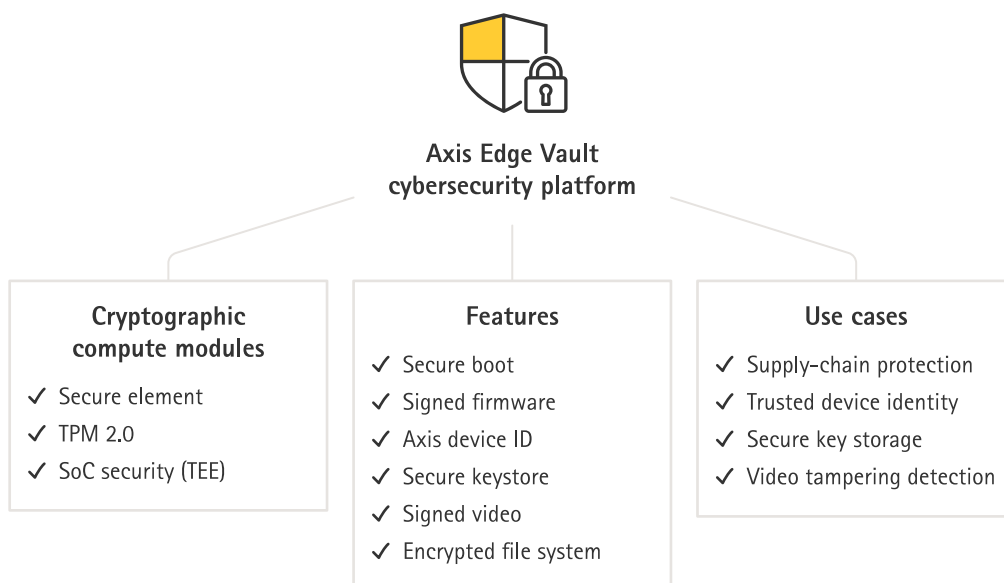 Axis Edge Vault
cybersecurity platform
Cryptographic
compute modules
Secure element
TPM 2.0
SoC security (TEE)
Features
Secure boot
Signed firmware
Axis device ID
Secure keystore
Signed video
Encrypted file system
Use cases
Supply-chain protection
Trusted device identity
Secure key storage
Video tampering detection